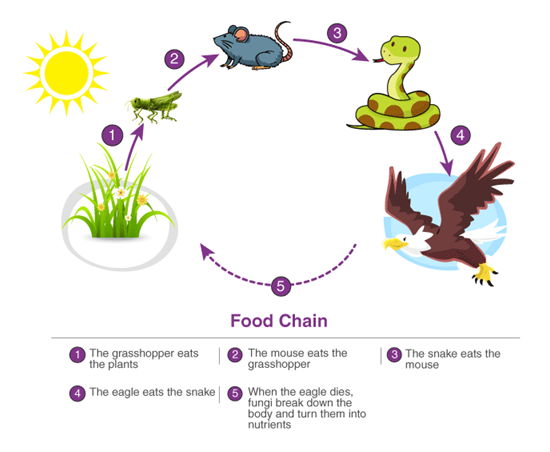 2
3
1
4
5
Food Chain
1 The grasshopper eats
the plants
2 The mouse eats the
grasshopper
3 The snake eats the
mouse
4 The eagle eats the snake
5 When the eagle dies,
fungi break down the
body and turn them into
nutrients